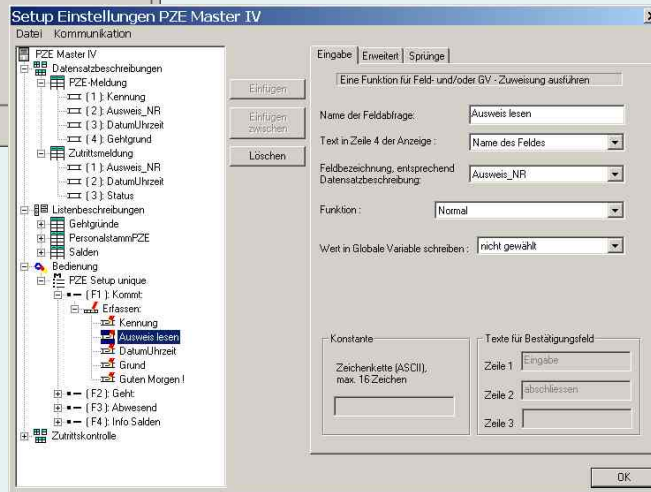 Setup Einstellungen PZE Master IV
Datei Kommunikation
PZE Master IV
Datensatzbeschreibungen
PZE-Meldung
( 1 ): Kennung
( 2 ): Ausweis_NR
( 3 ): DatumUhrzeit
( 4 ): Gehtgrund
Zutrittsmeldung
( 1 ): Ausweis_NR
( 2 ): DatumUhrzeit
( 3 ): Status
Listenbeschreibungen
Gehtgründe
PersonalstammPZE
Salden
Bedienung
PZE Setup unique
( F1 ): Kommt:
Erfassen:
Kennung
Ausweis lesen
DatumUhrzeit
Grund
Guten Morgen !
( F2 ): Geht:
( F3 ): Abwesend
( F4 ): Info Salden
Zutrittskontrolle
Einfügen
Einfügen
zwischen
Löschen
Eingabe Erweitert Sprünge
Eine Funktion für Feld- und/oder GV - Zuweisung ausführen
Name der Feldabfrage: Ausweis lesen
Text in Zeile 4 der Anzeige : Name des Feldes
Feldbezeichnung, entsprechend
Datensatzbeschreibung: Ausweis_NR
Funktion : Normal
Wert in Globale Variable schreiben : nicht gewählt
Konstante
Zeichenkette (ASCII),
max. 16 Zeichen
Texte für Bestätigungsfeld
Zeile 1 Eingabe
Zeile 2 abschliessen
Zeile 3
OK